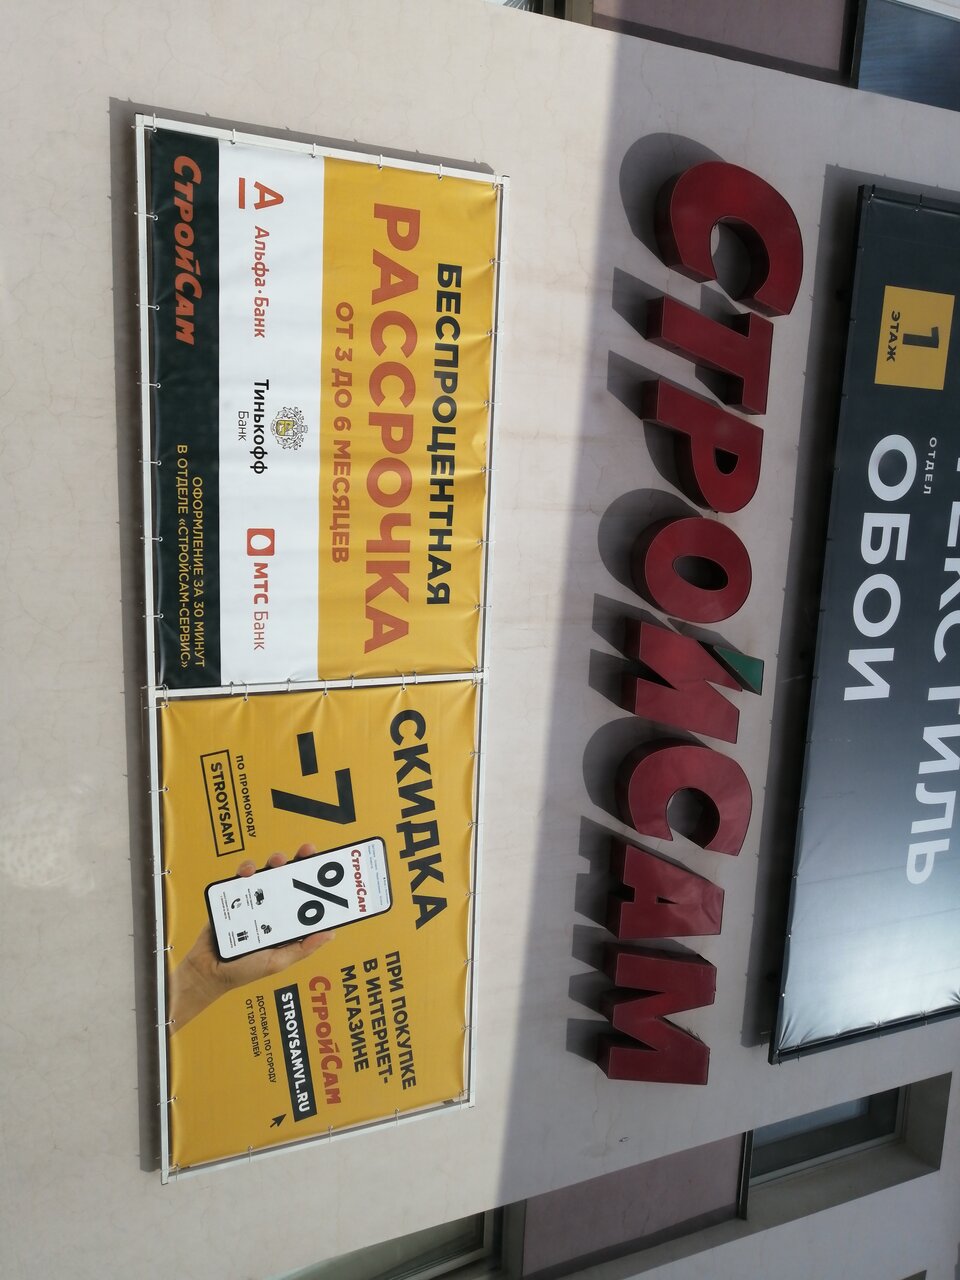 ТЕКСТИЛЬ
ОТДЕЛ
ОБОИ
1
ЭТАЖ
СТРОЙСАМ
БЕСПРОЦЕНТНАЯ
РАССРОЧКА
ОТ 3 ДО 6 МЕСЯЦЕВ
А Альфа·Банк
Тинькофф
Банк
МТС Банк
СТРОЙСАМ
ОФОРМЛЕНИЕ ЗА 30 МИНУТ
В ОТДЕЛЕ «СТРОЙСАМ-СЕРВИС»
СКИДКА
-7%
ПО ПРОМОКОДУ
STROYSAM
СТРОЙСАМ
ПРИ ПОКУПКЕ
В ИНТЕРНЕТ-
МАГАЗИНЕ
СТРОЙСАМ
STROYSAMVL.RU
ДОСТАВКА ПО ГОРОДУ
ОТ 120 РУБЛЕЙ